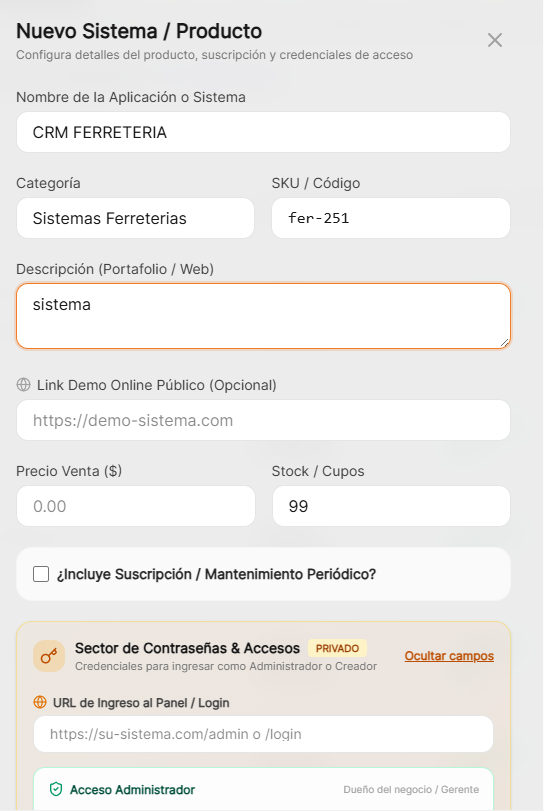 Nuevo Sistema / Producto
Configura detalles del producto, suscripción y credenciales de acceso
Nombre de la Aplicación o Sistema
CRM FERRETERIA
Categoría
SKU / Código
Sistemas Ferreterias
fer-251
Descripción (Portafolio / Web)
sistema
Link Demo Online Público (Opcional)
https://demo-sistema.com
Precio Venta ($)
Stock / Cupos
0.00
99
¿Incluye Suscripción / Mantenimiento Periódico?
Sector de Contraseñas & Accesos PRIVADO
Ocultar campos
Credenciales para ingresar como Administrador o Creador
URL de Ingreso al Panel / Login
https://su-sistema.com/admin o /login
Acceso Administrador
Dueño del negocio / Gerente